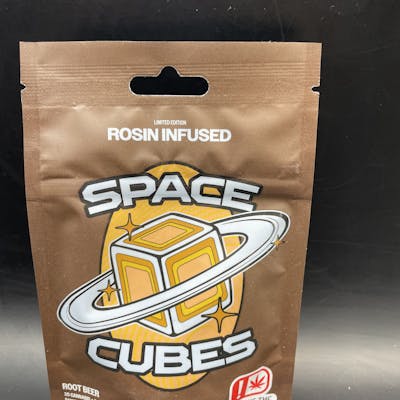 LIMITED EDITION
ROSIN INFUSED
SPACE
CUBES
ROOT BEER